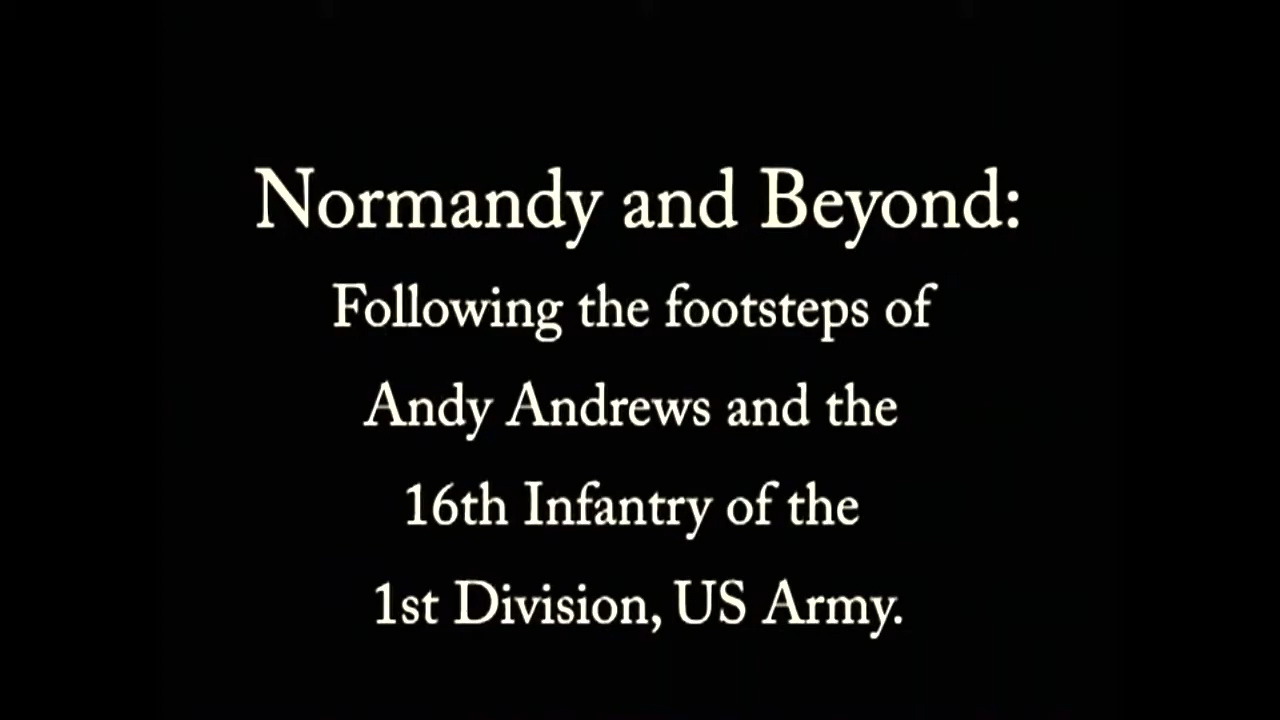 Normandy and Beyond:
Following the footsteps of
Andy Andrews and the
16th Infantry of the
1st Division, US Army.